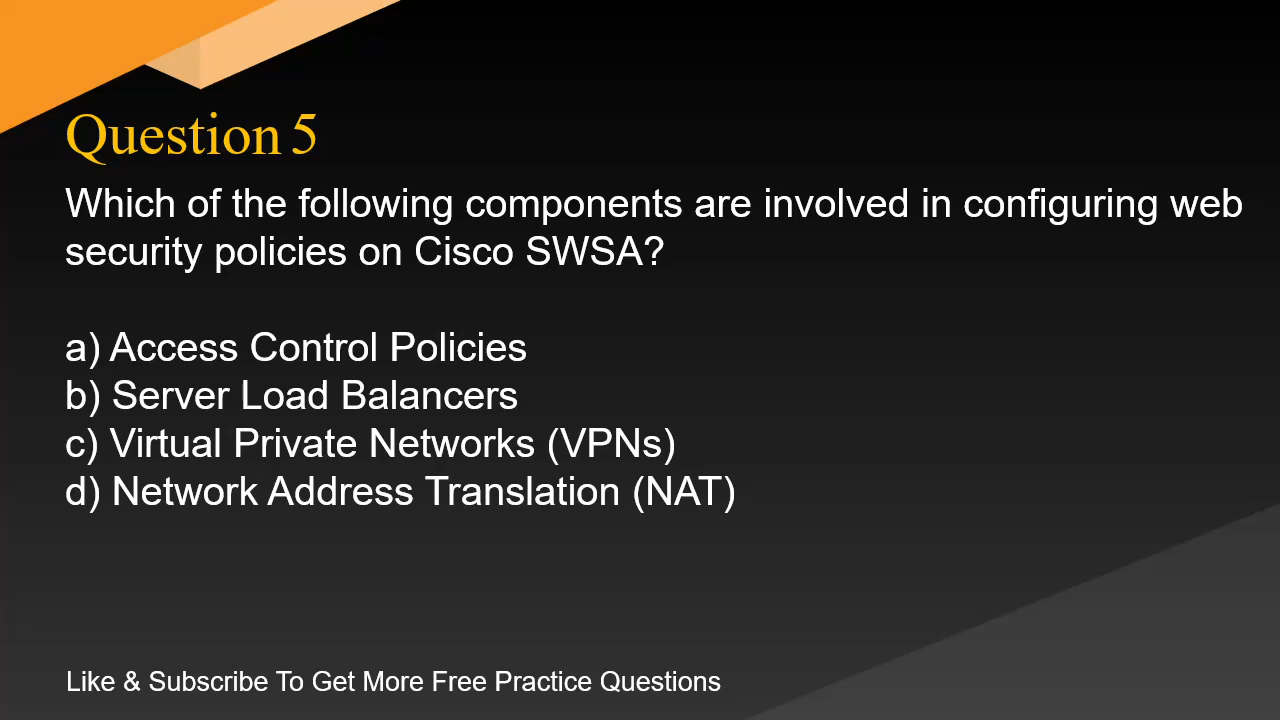 Question 5
Which of the following components are involved in configuring web
security policies on Cisco SWSA?
a) Access Control Policies
b) Server Load Balancers
c) Virtual Private Networks (VPNs)
d) Network Address Translation (NAT)
Like & Subscribe To Get More Free Practice Questions